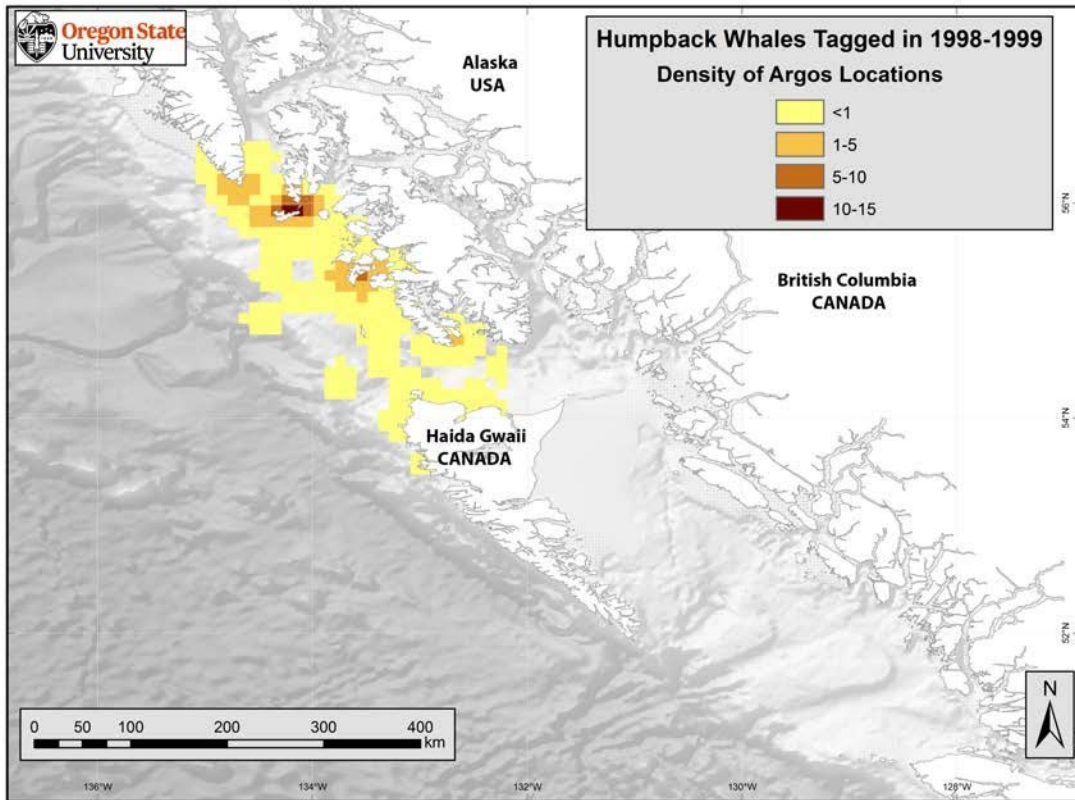 Oregon State
University
Humpback Whales Tagged in 1998-1999
Density of Argos Locations
<1
1-5
5-10
10-15
Alaska
USA
56°N
British Columbia
CANADA
54°N
Haida Gwaii
CANADA
52°N
N
0 50 100 200 300 400
km
136°W 134°W 132°W 130°W 128°W